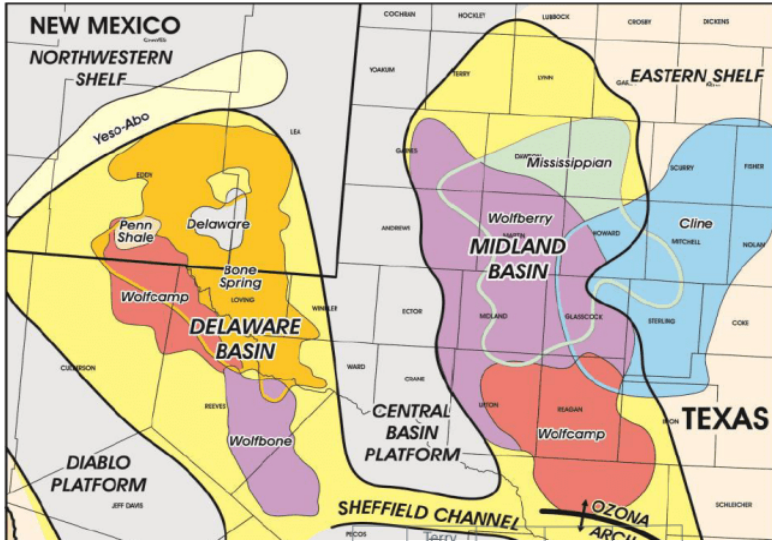 COCHRAN
HOCKLEY
LUBBOCK
CROSBY
DICKENS
NEW MEXICO
NORTHWESTERN
SHELF
YOAKUM
TERRY
LYNN
EASTERN SHELF
Yeso-Abo
LEA
EDDY
GAINES
DAWSON
Mississippian
SCURRY
FISHER
Penn
Shale
Delaware
ANDREWS
Wolfberry
MARTIN
HOWARD
Cline
MITCHELL
NOLAN
MIDLAND
BASIN
Bone
Spring
Wolfcamp
LOVING
WINKLER
ECTOR
MIDLAND
GLASSCOCK
STERLING
COKE
DELAWARE
BASIN
CULBERSON
WARD
CRANE
REEVES
UPTON
REAGAN
IRION
TEXAS
CENTRAL
BASIN
PLATFORM
Wolfbone
Wolfcamp
DIABLO
PLATFORM
JEFF DAVIS
SCHLEICHER
SHEFFIELD CHANNEL
OZONA
ARCH
PECOS
Terry